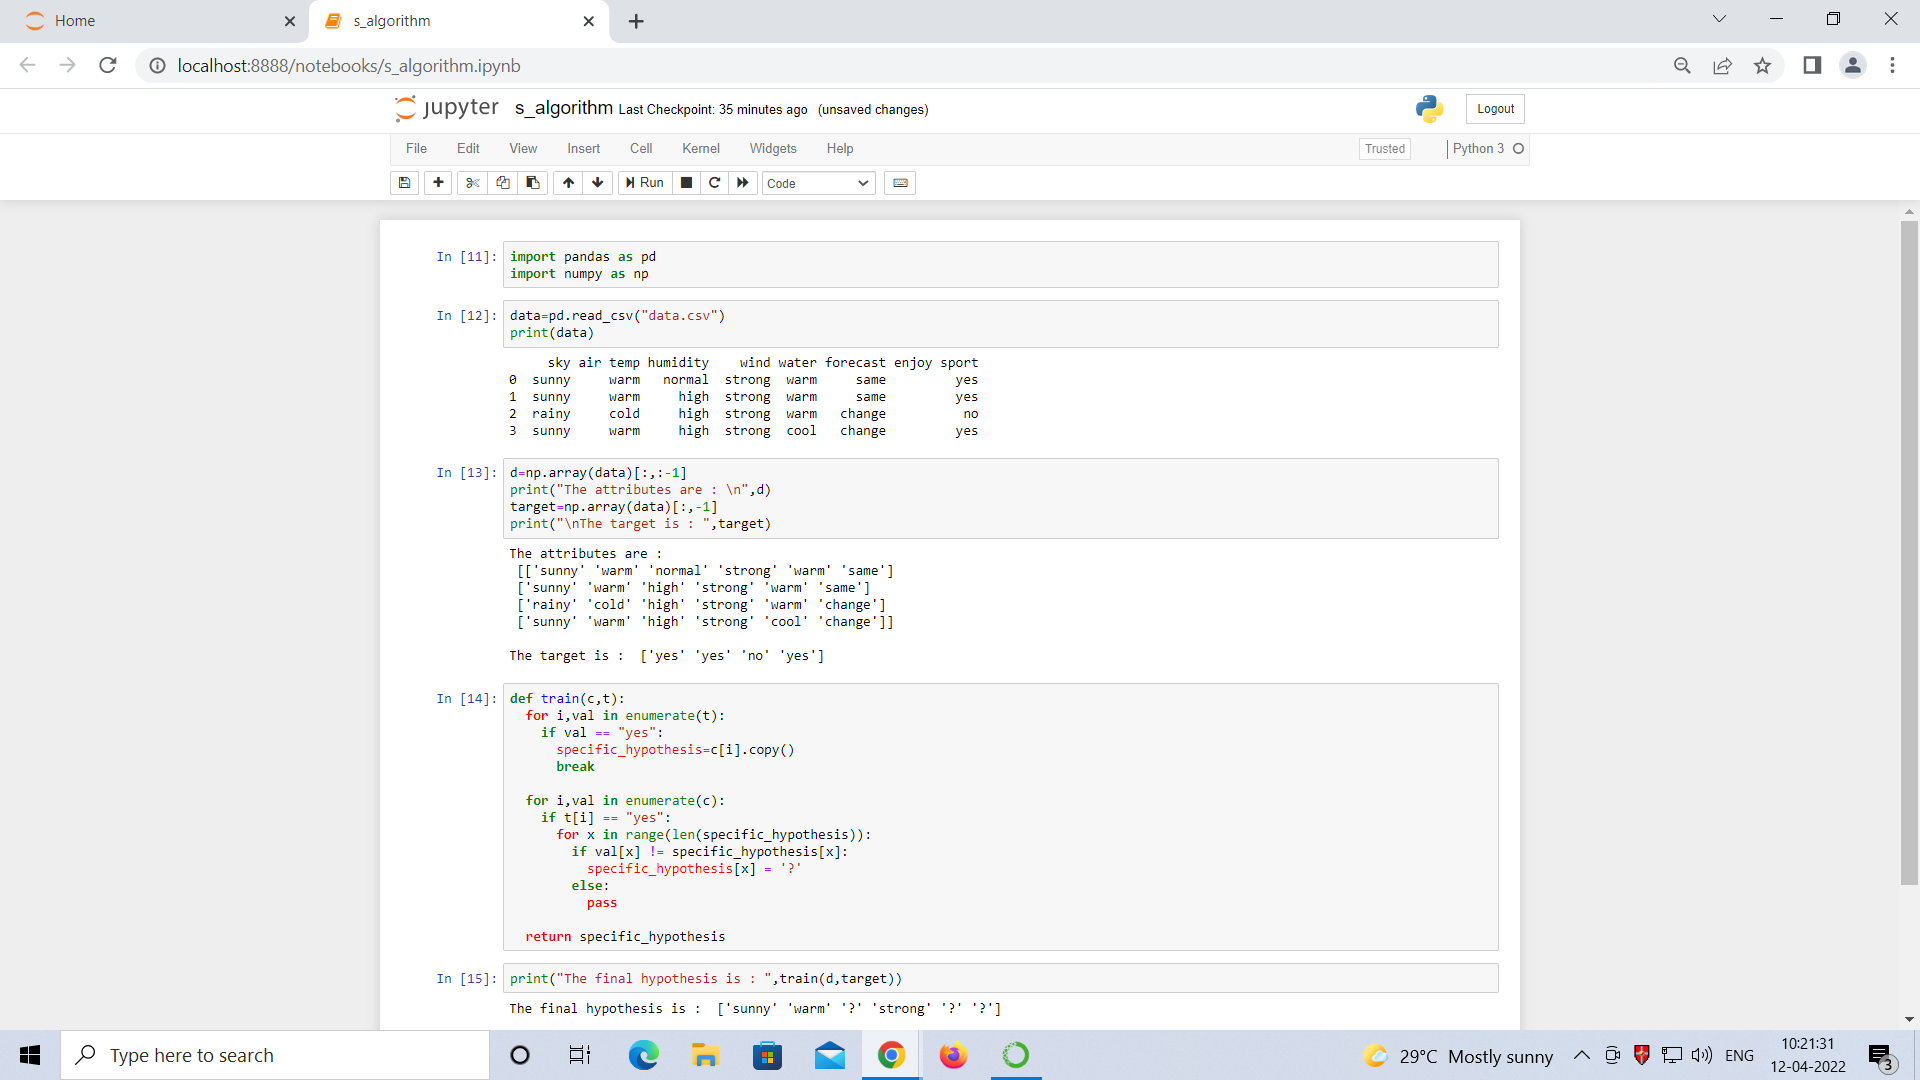 Home
s_algorithm
localhost:8888/notebooks/s_algorithm.ipynb
jupyter s_algorithm Last Checkpoint: 35 minutes ago (unsaved changes)
Logout
File Edit View Insert Cell Kernel Widgets Help
Trusted
Python 3
Run
Code
In [11]: import pandas as pd
import numpy as np
In [12]: data=pd.read_csv("data.csv")
print(data)
     sky air temp humidity    wind water forecast enjoy sport
0  sunny     warm   normal  strong  warm     same         yes
1  sunny     warm     high  strong  warm     same         yes
2  rainy     cold     high  strong  warm   change          no
3  sunny     warm     high  strong  cool   change         yes
In [13]: d=np.array(data)[:,:-1]
print("The attributes are : \n",d)
target=np.array(data)[:,-1]
print("\nThe target is : ",target)
The attributes are :
 [['sunny' 'warm' 'normal' 'strong' 'warm' 'same']
 ['sunny' 'warm' 'high' 'strong' 'warm' 'same']
 ['rainy' 'cold' 'high' 'strong' 'warm' 'change']
 ['sunny' 'warm' 'high' 'strong' 'cool' 'change']]
The target is :  ['yes' 'yes' 'no' 'yes']
In [14]: def train(c,t):
  for i,val in enumerate(t):
    if val == "yes":
      specific_hypothesis=c[i].copy()
      break
  for i,val in enumerate(c):
    if t[i] == "yes":
      for x in range(len(specific_hypothesis)):
        if val[x] != specific_hypothesis[x]:
          specific_hypothesis[x] = '?'
        else:
          pass
  return specific_hypothesis
In [15]: print("The final hypothesis is : ",train(d,target))
The final hypothesis is :  ['sunny' 'warm' '?' 'strong' '?' '?']
Type here to search
29°C Mostly sunny
ENG
10:21:31
12-04-2022
3